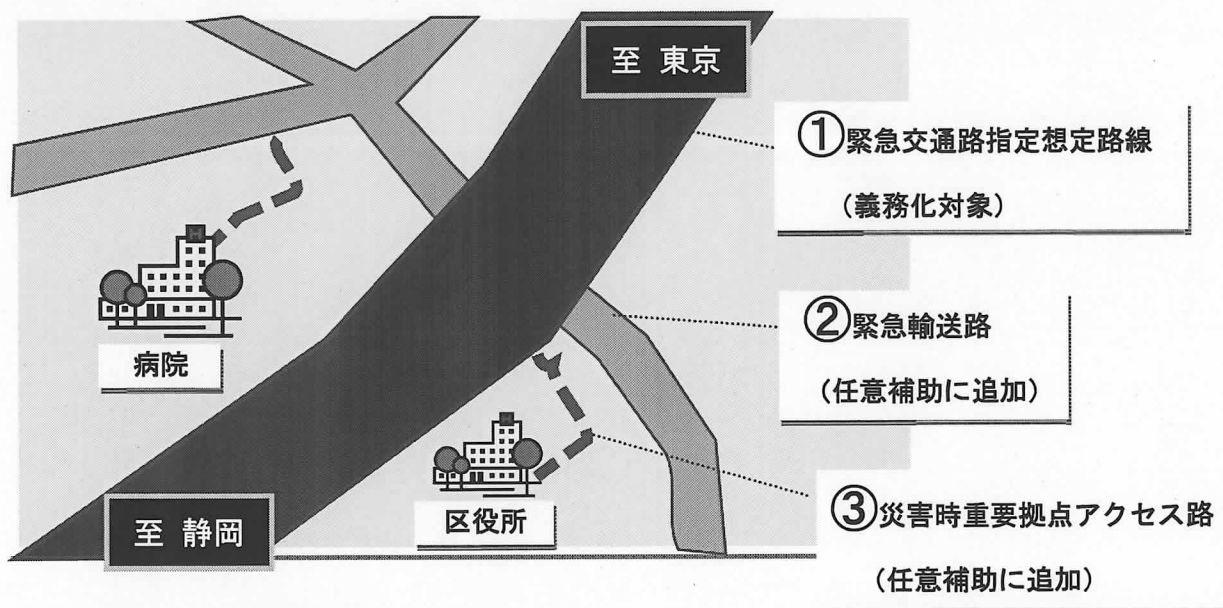 至 東京
①緊急交通路指定想定路線
(義務化対象)
②緊急輸送路
(任意補助に追加)
病院
区役所
至 静岡
③災害時重要拠点アクセス路
(任意補助に追加)